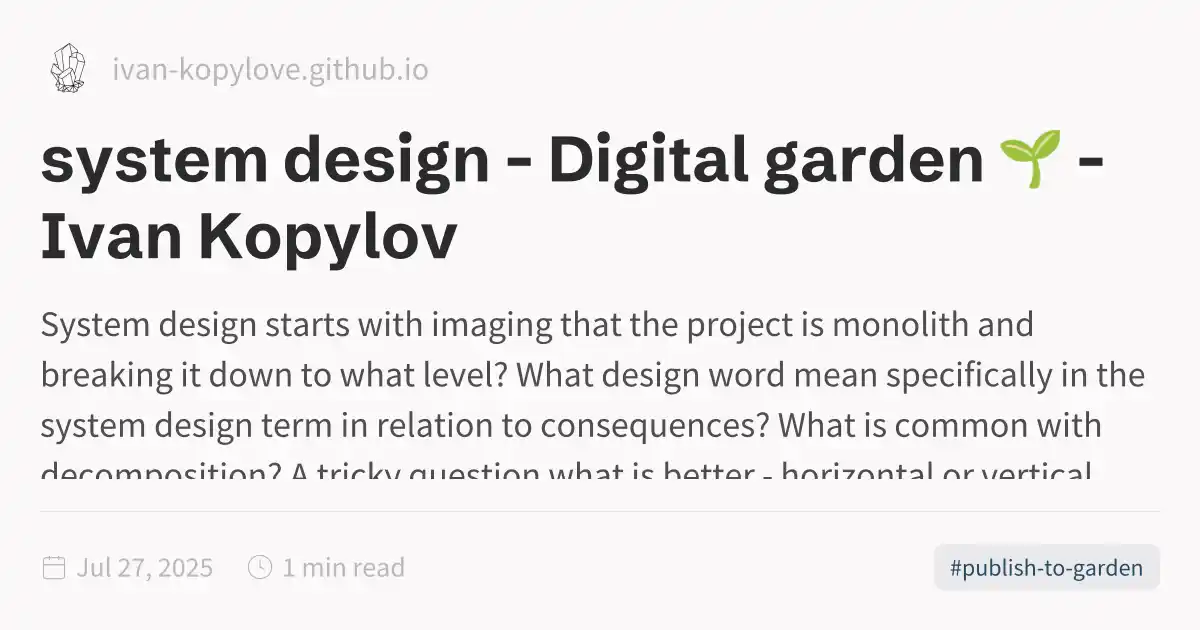 ivan-kopylove.github.io
system design - Digital garden 🌱 -
Ivan Kopylov
System design starts with imaging that the project is monolith and
breaking it down to what level? What design word mean specifically in the
system design term in relation to consequences? What is common with
decomposition? A tricky question what is better - horizontal or vertical
Jul 27, 2025
1 min read
#publish-to-garden